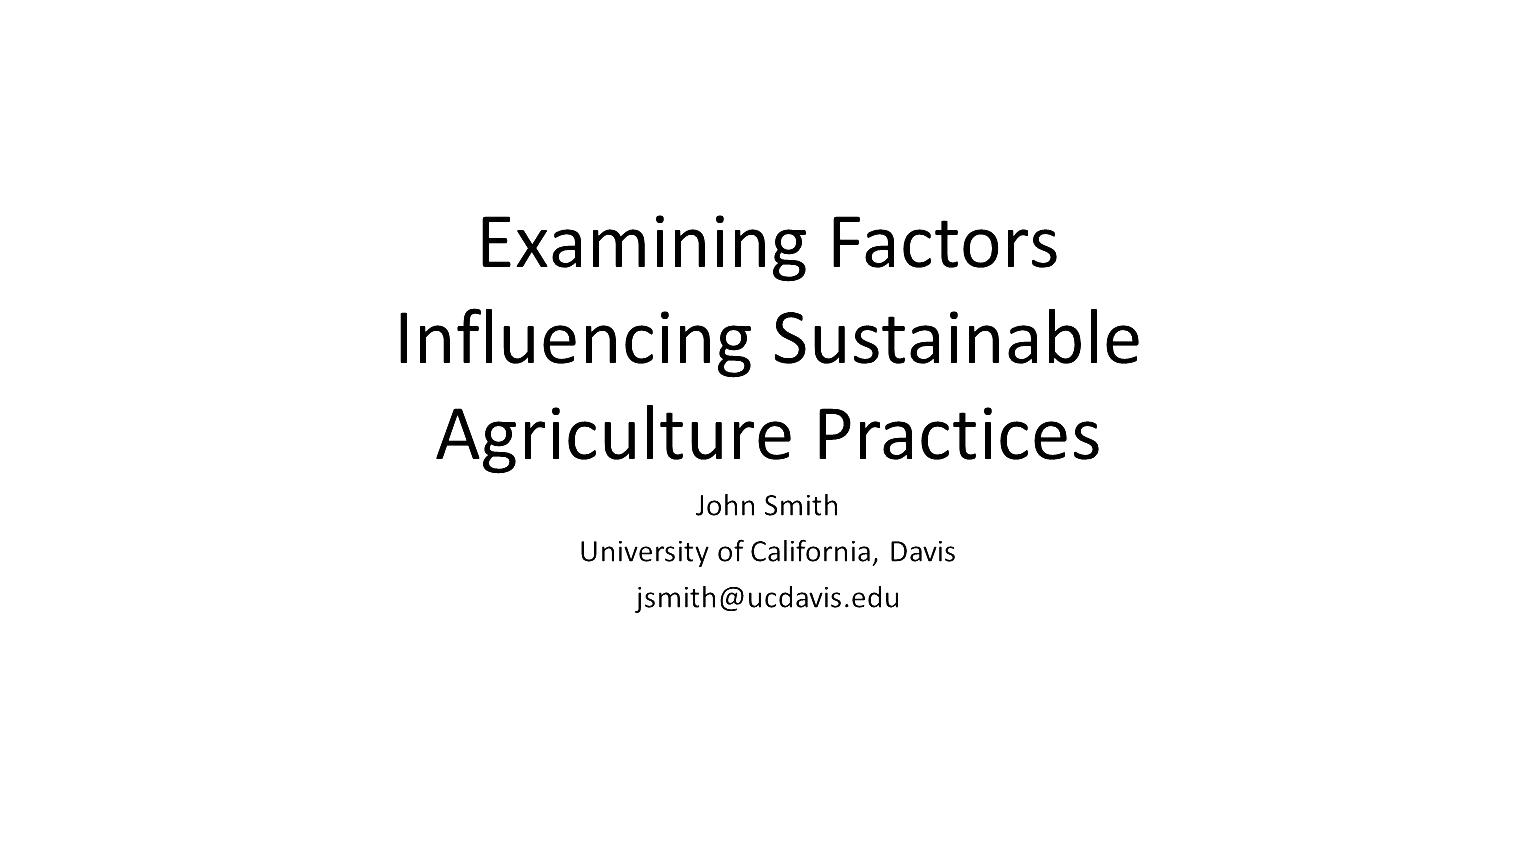 Examining Factors
Influencing Sustainable
Agriculture Practices
John Smith
University of California, Davis
jsmith@ucdavis.edu